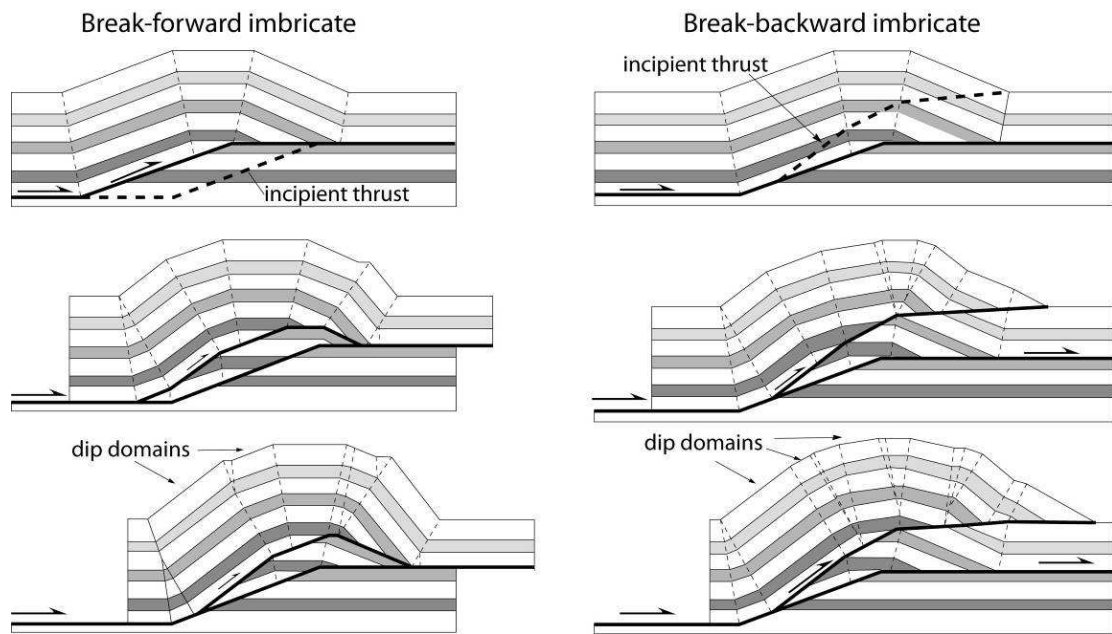 Break-forward imbricate
Break-backward imbricate
incipient thrust
incipient thrust
dip domains
dip domains